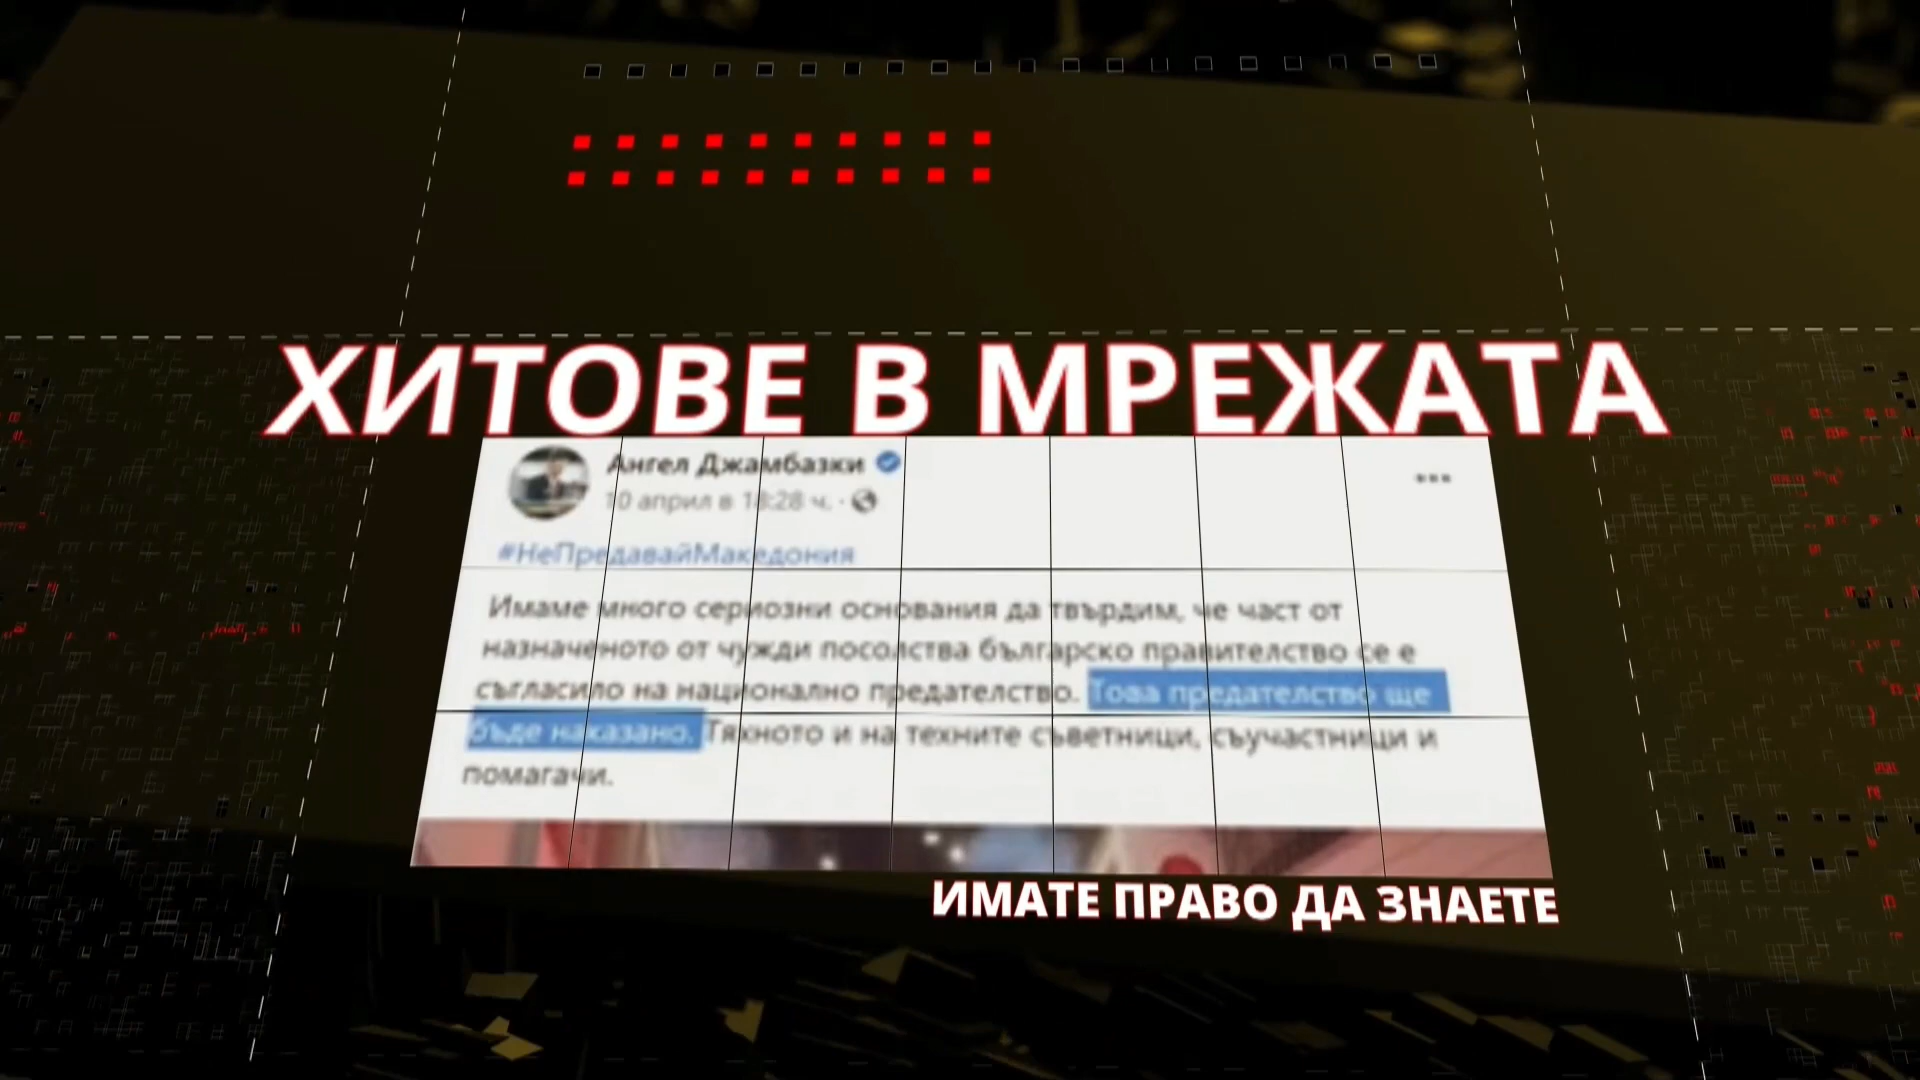 ХИТОВЕ В МРЕЖАТА
Ангел Джамбазки
10 април в 18:28 ч. ·
#НеПредавайМакедония
Имаме много сериозни основания да твърдим, че част от
назначеното от чужди посолства българско правителство се е
съгласило на национално предателство. Това предателство ще
бъде наказано. Тяхното и на техните съветници, съучастници и
помагачи.
ИМАТЕ ПРАВО ДА ЗНАЕТЕ